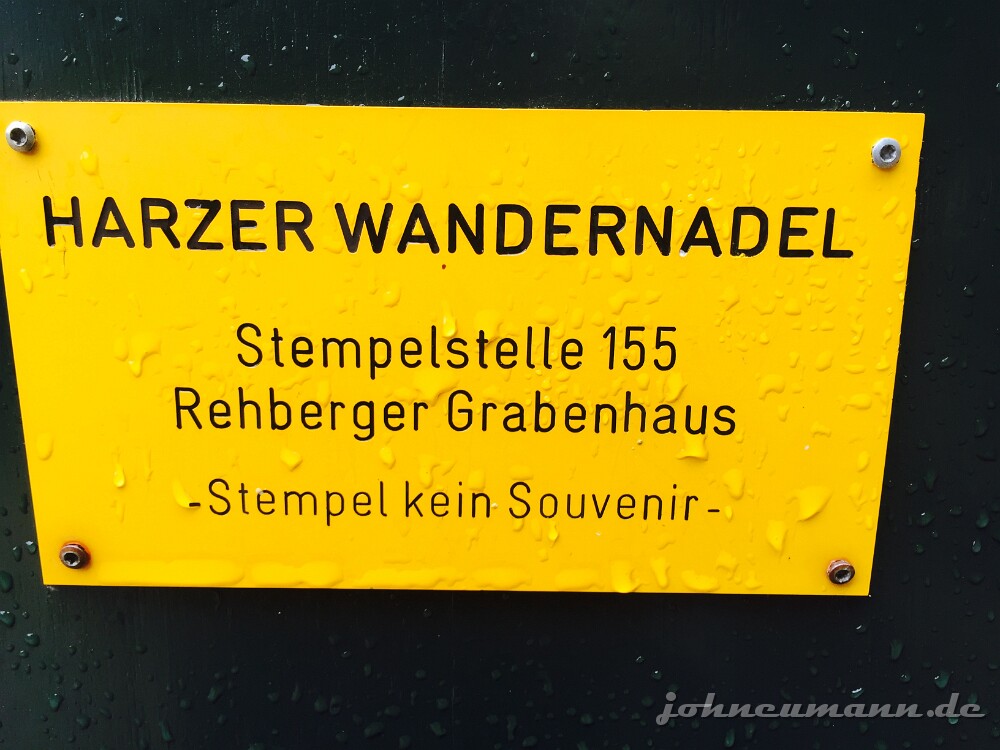 HARZER WANDERNADEL
Stempelstelle 155
Rehberger Grabenhaus
-Stempel kein Souvenir-
johneumann.de